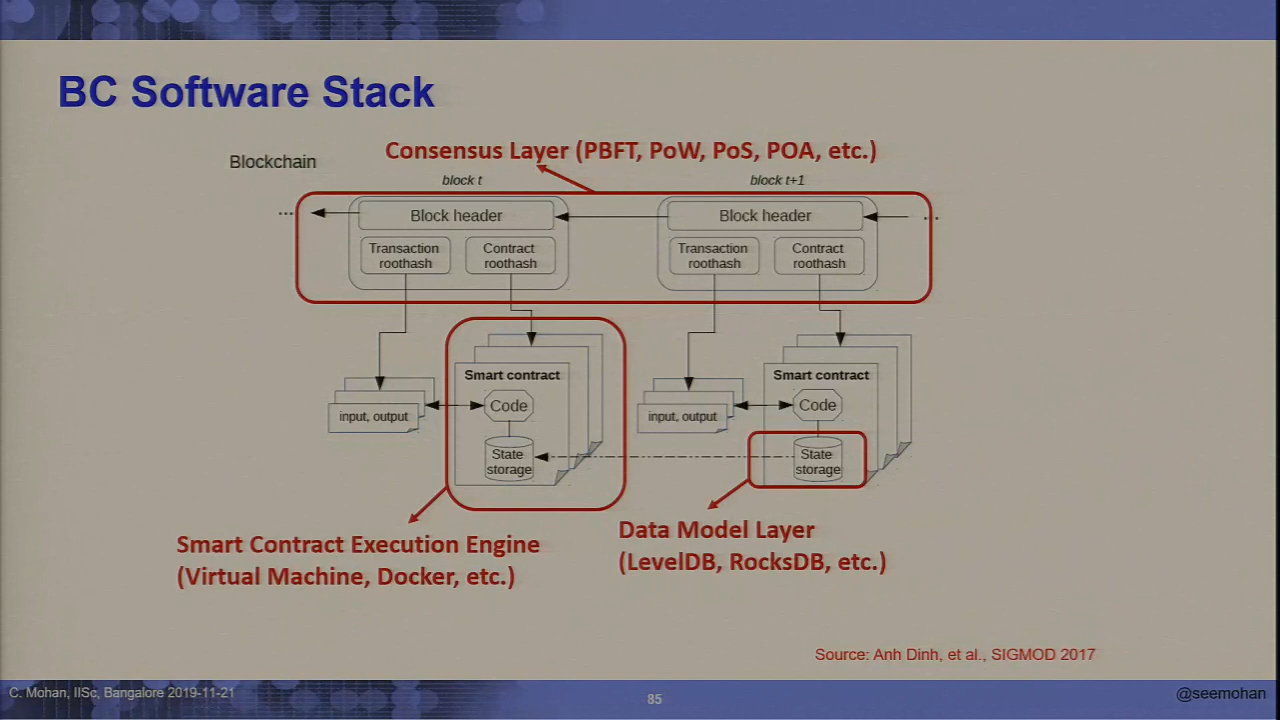 BC Software Stack
Blockchain
Consensus Layer (PBFT, PoW, PoS, POA, etc.)
block t
block t+1
...
Block header
Block header
...
Transaction
roothash
Contract
roothash
Transaction
roothash
Contract
roothash
Smart contract
Code
input, output
State
storage
Smart contract
Code
input, output
State
storage
Smart Contract Execution Engine
(Virtual Machine, Docker, etc.)
Data Model Layer
(LevelDB, RocksDB, etc.)
Source: Anh Dinh, et al., SIGMOD 2017
C. Mohan, IISc, Bangalore 2019-11-21
85
@seemohan